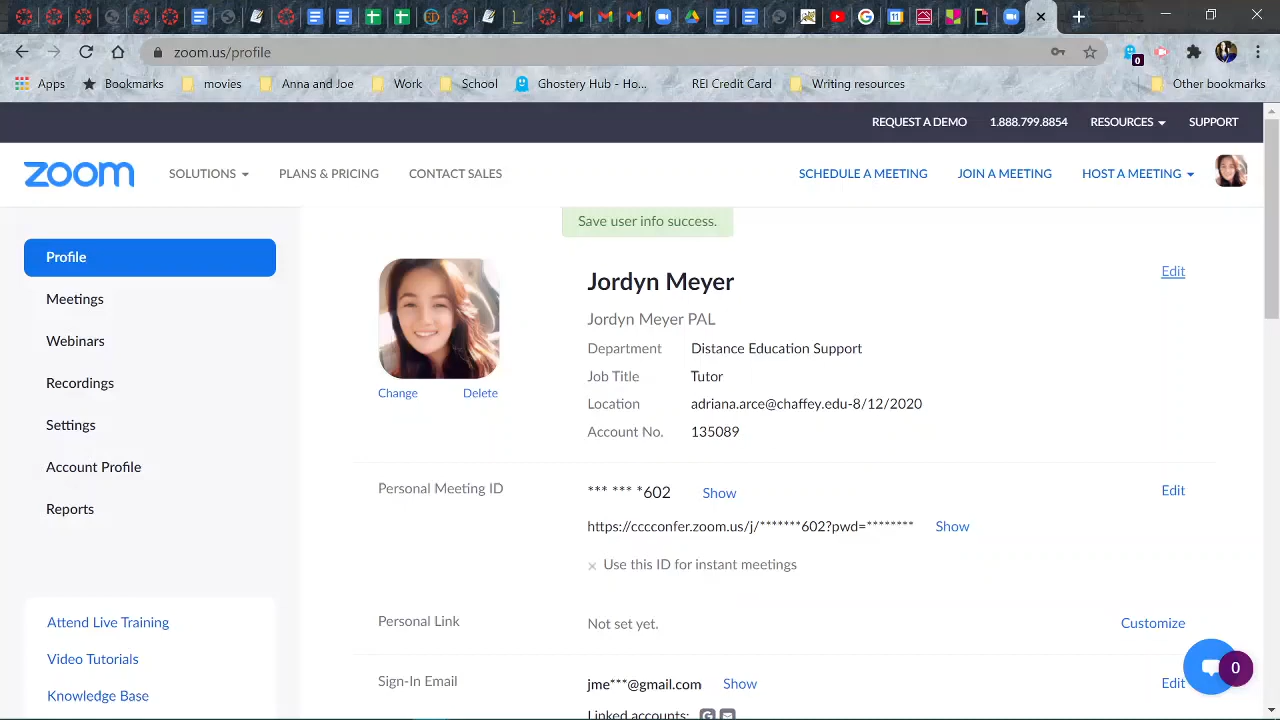 zoom.us/profile
0
Apps
Bookmarks
movies
Anna and Joe
Work
School
Ghostery Hub - Ho...
REI Credit Card
Writing resources
Other bookmarks
REQUEST A DEMO
1.888.799.8854
RESOURCES
SUPPORT
zoom
SOLUTIONS
PLANS & PRICING
CONTACT SALES
SCHEDULE A MEETING
JOIN A MEETING
HOST A MEETING
Save user info success.
Profile
Meetings
Webinars
Recordings
Settings
Account Profile
Reports
Attend Live Training
Video Tutorials
Knowledge Base
Change
Delete
Jordyn Meyer
Edit
Jordyn Meyer PAL
Department Distance Education Support
Job Title Tutor
Location adriana.arce@chaffey.edu-8/12/2020
Account No. 135089
Personal Meeting ID
*** *** *602 Show
Edit
https://cccconfer.zoom.us/j/*******602?pwd=******** Show
× Use this ID for instant meetings
Personal Link
Not set yet.
Customize
Sign-In Email
jme***@gmail.com Show
Edit
Linked accounts:
0